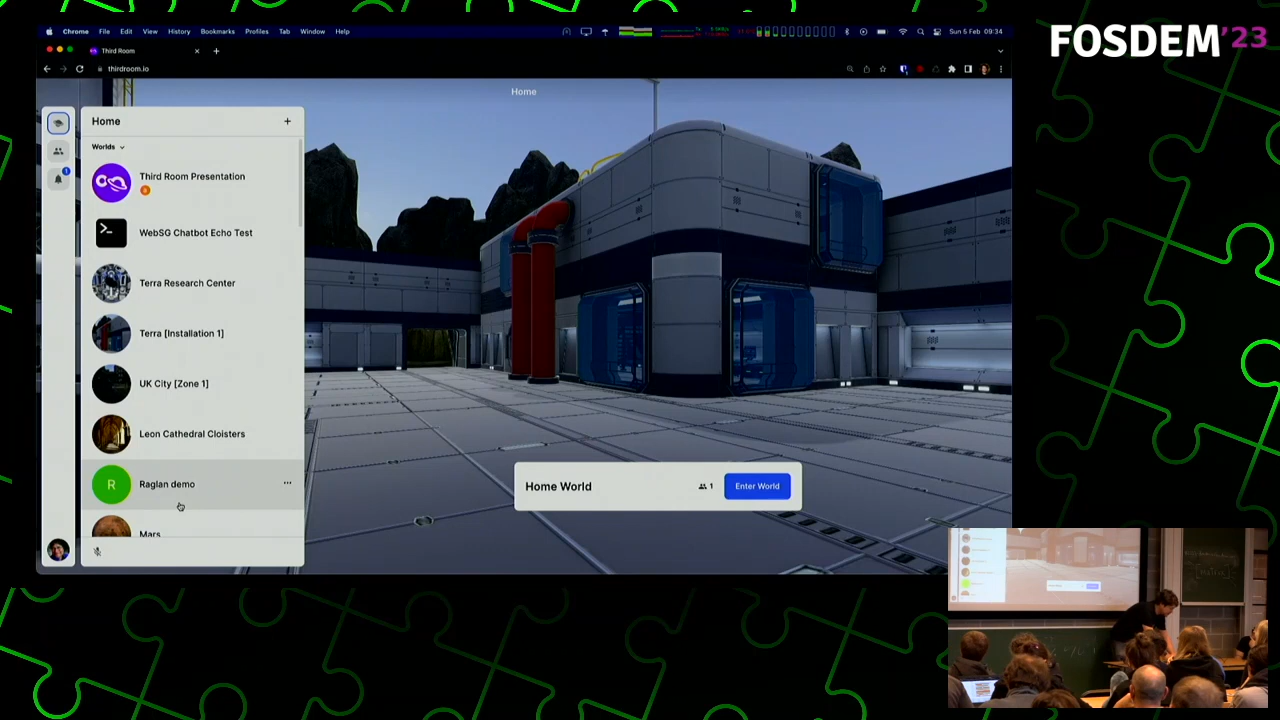 FOSDEM'23
Chrome File Edit View History Bookmarks Profiles Tab Window Help
Sun 5 Feb 09:34
Third Room
thirdroom.io
Home
Home
Worlds
Third Room Presentation
WebSG Chatbot Echo Test
Terra Research Center
Terra [Installation 1]
UK City [Zone 1]
Leon Cathedral Cloisters
R
Raglan demo
Mars
Home World
1
Enter World